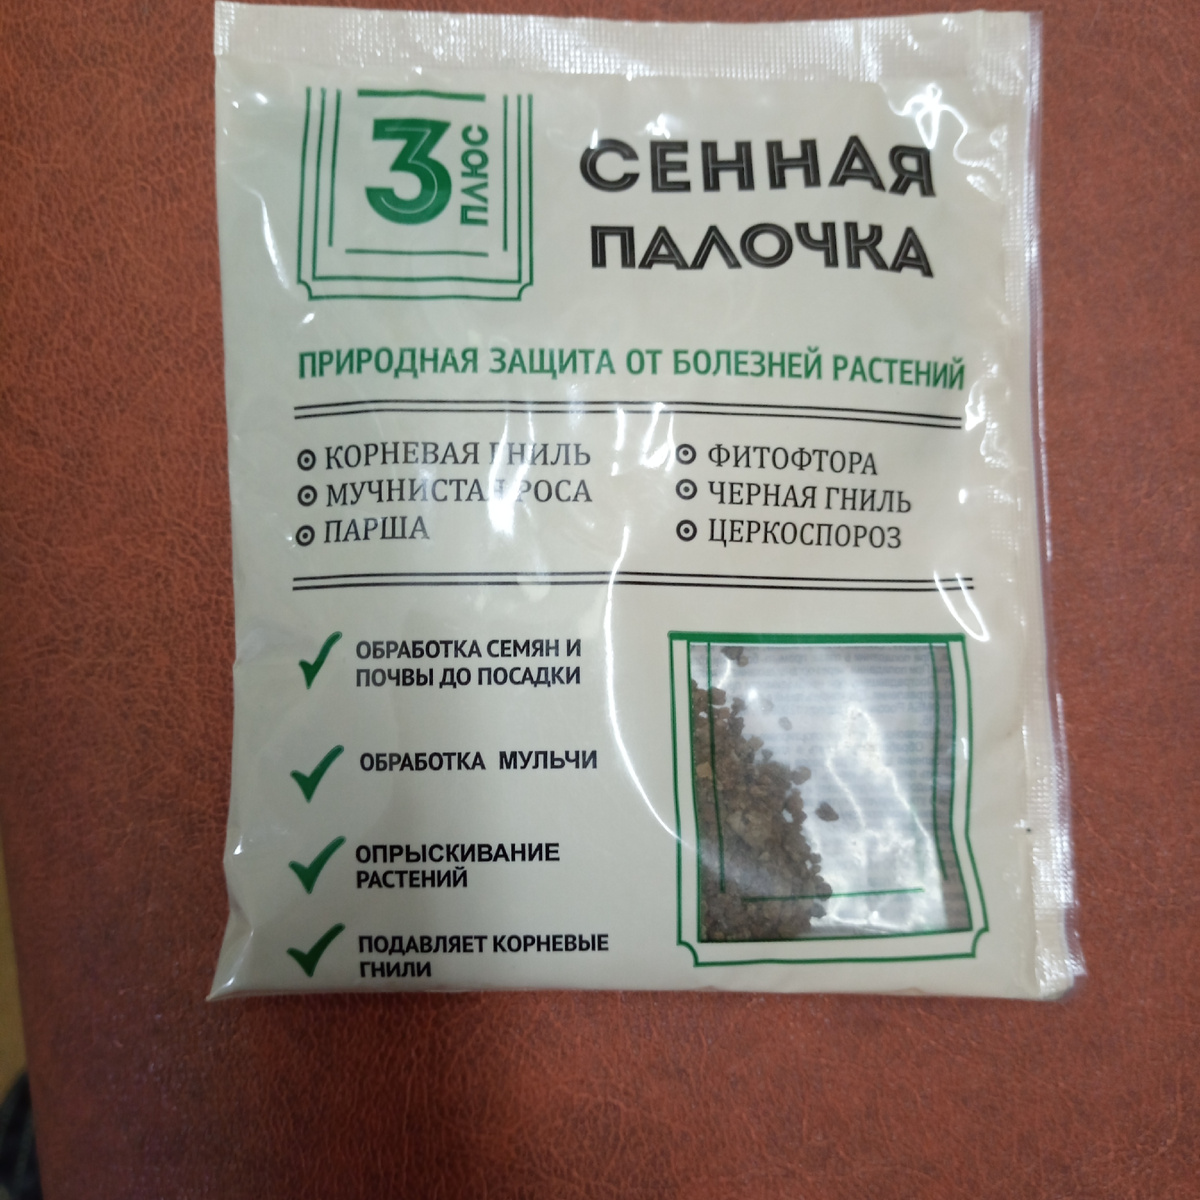 3 ПЛЮС
СЕННАЯ
ПАЛОЧКА
ПРИРОДНАЯ ЗАЩИТА ОТ БОЛЕЗНЕЙ РАСТЕНИЙ
КОРНЕВАЯ ГНИЛЬ
МУЧНИСТАЯ РОСА
ПАРША
ФИТОФТОРА
ЧЕРНАЯ ГНИЛЬ
ЦЕРКОСПОРОЗ
ОБРАБОТКА СЕМЯН И
ПОЧВЫ ДО ПОСАДКИ
ОБРАБОТКА МУЛЬЧИ
ОПРЫСКИВАНИЕ
РАСТЕНИЙ
ПОДАВЛЯЕТ КОРНЕВЫЕ
ГНИЛИ